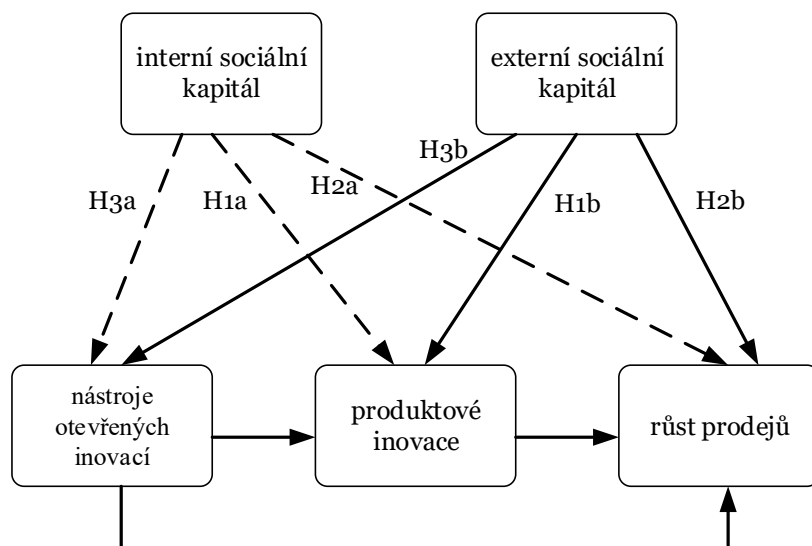 interní sociální
kapitál
externí sociální
kapitál
H3a
H1a
H2a
H3b
H1b
H2b
nástroje
otevřených
inovací
produktové
inovace
růst prodejů